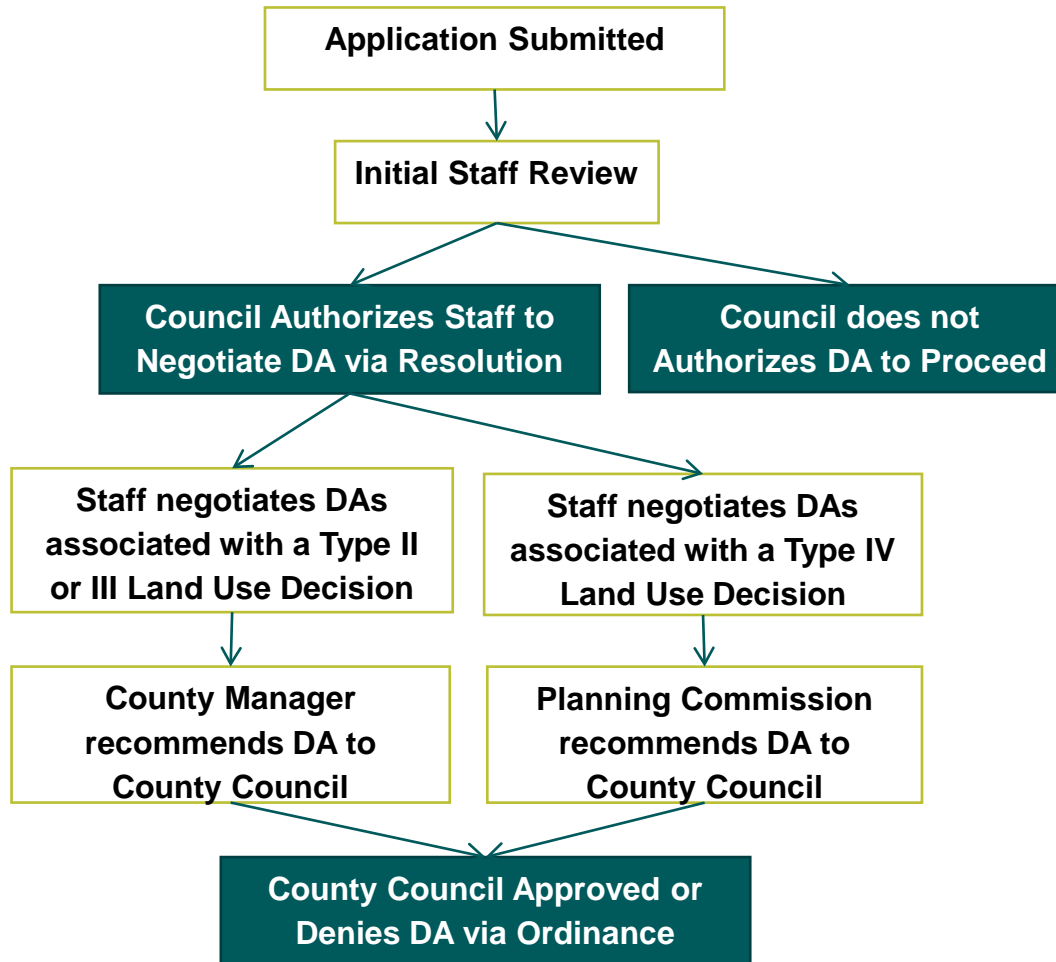 Application Submitted
Initial Staff Review
Council Authorizes Staff to
Negotiate DA via Resolution
Council does not
Authorizes DA to Proceed
Staff negotiates DAs
associated with a Type II
or III Land Use Decision
Staff negotiates DAs
associated with a Type IV
Land Use Decision
County Manager
recommends DA to
County Council
Planning Commission
recommends DA to
County Council
County Council Approved or
Denies DA via Ordinance